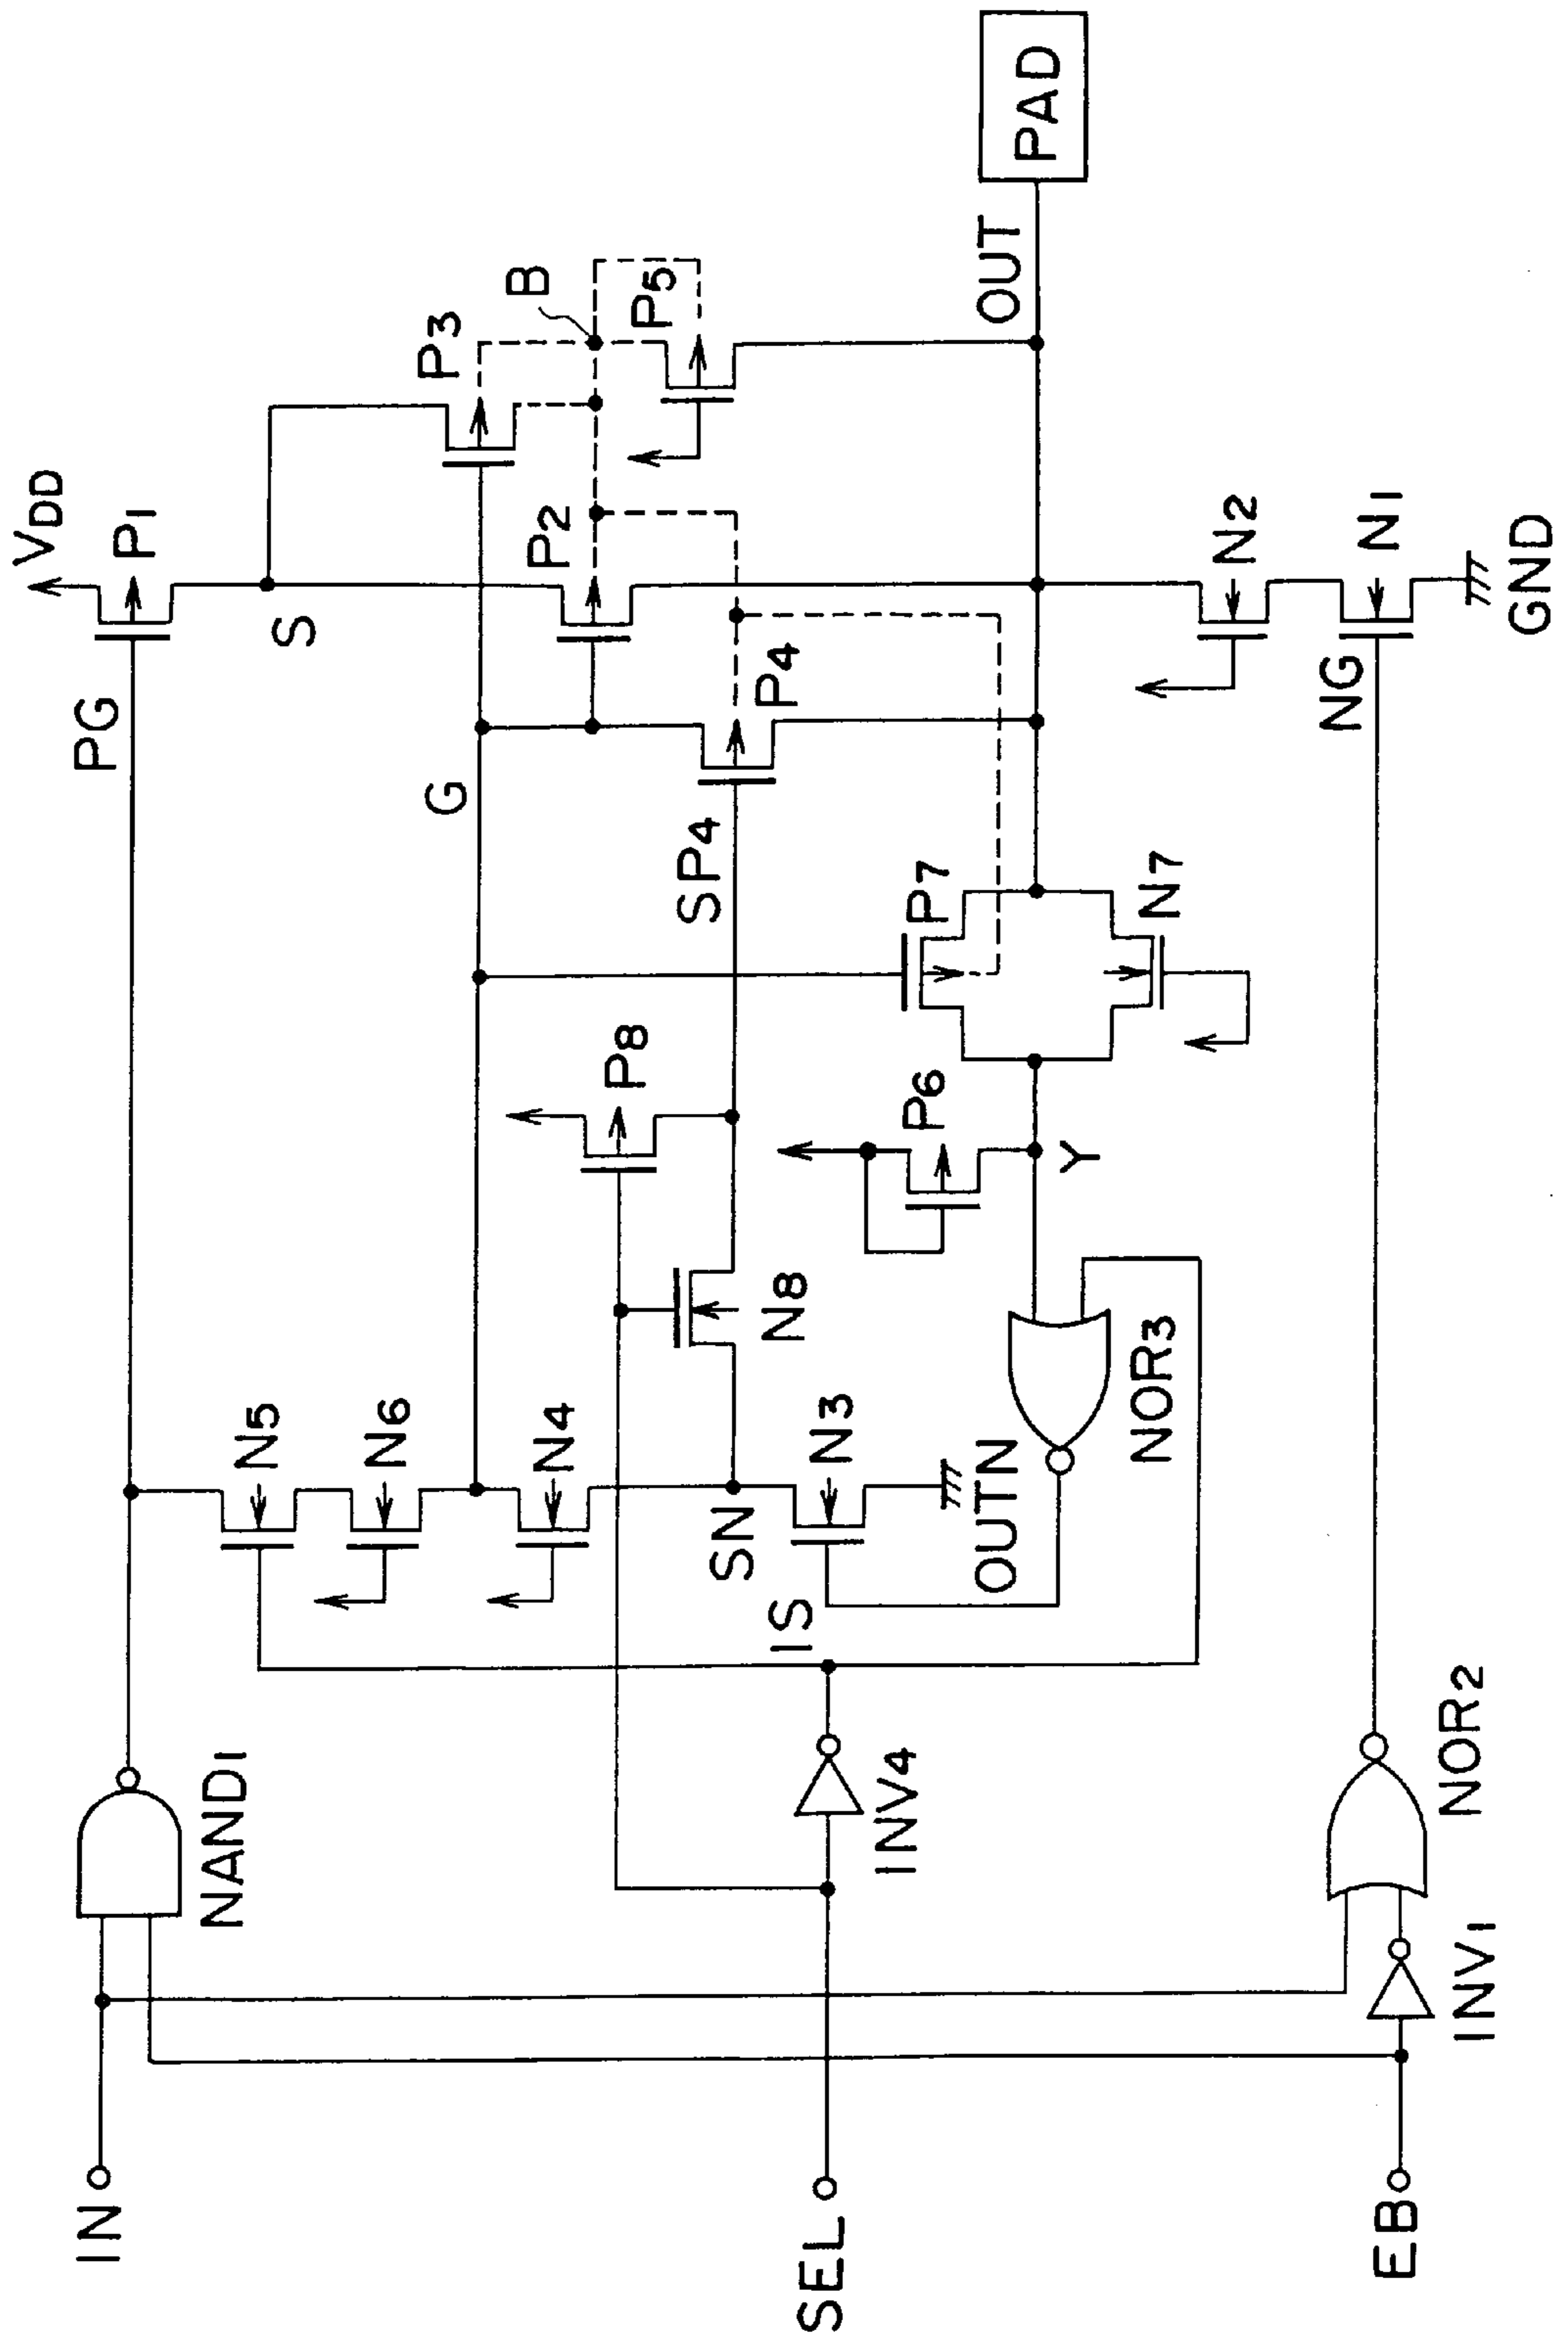 IN
SEL
EB
NAND1
INV4
INV1
NOR2
PG
N5
N6
N4
N3
SN
IS
OUTN
NOR3
N8
P8
P6
Y
P7
N7
G
SP4
P4
VDD
P1
S
P2
P3
B
P5
OUT
PAD
N2
N1
NG
GND